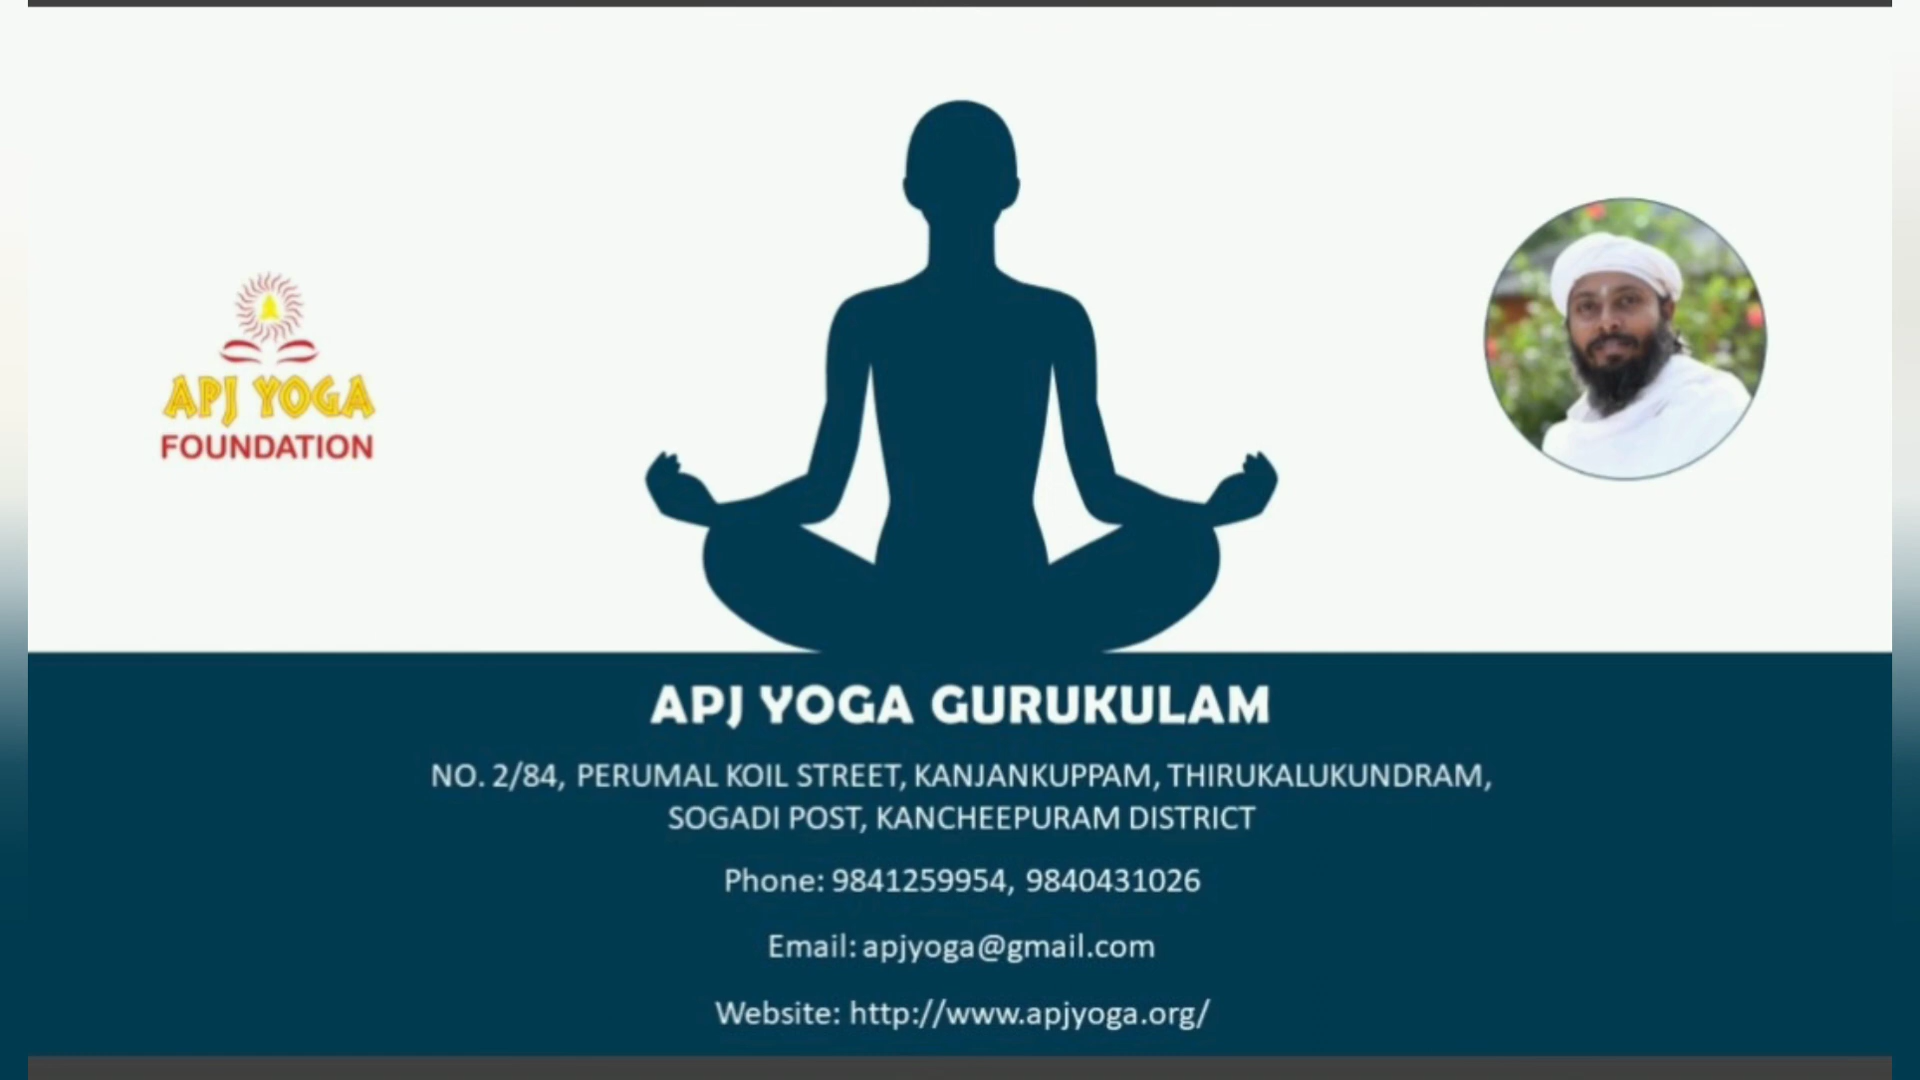 APJ YOGA
FOUNDATION
APJ YOGA GURUKULAM
NO. 2/84, PERUMAL KOIL STREET, KANJANKUPPAM, THIRUKALUKUNDRAM,
SOGADI POST, KANCHEEPURAM DISTRICT
Phone: 9841259954, 9840431026
Email: apjyoga@gmail.com
Website: http://www.apjyoga.org/